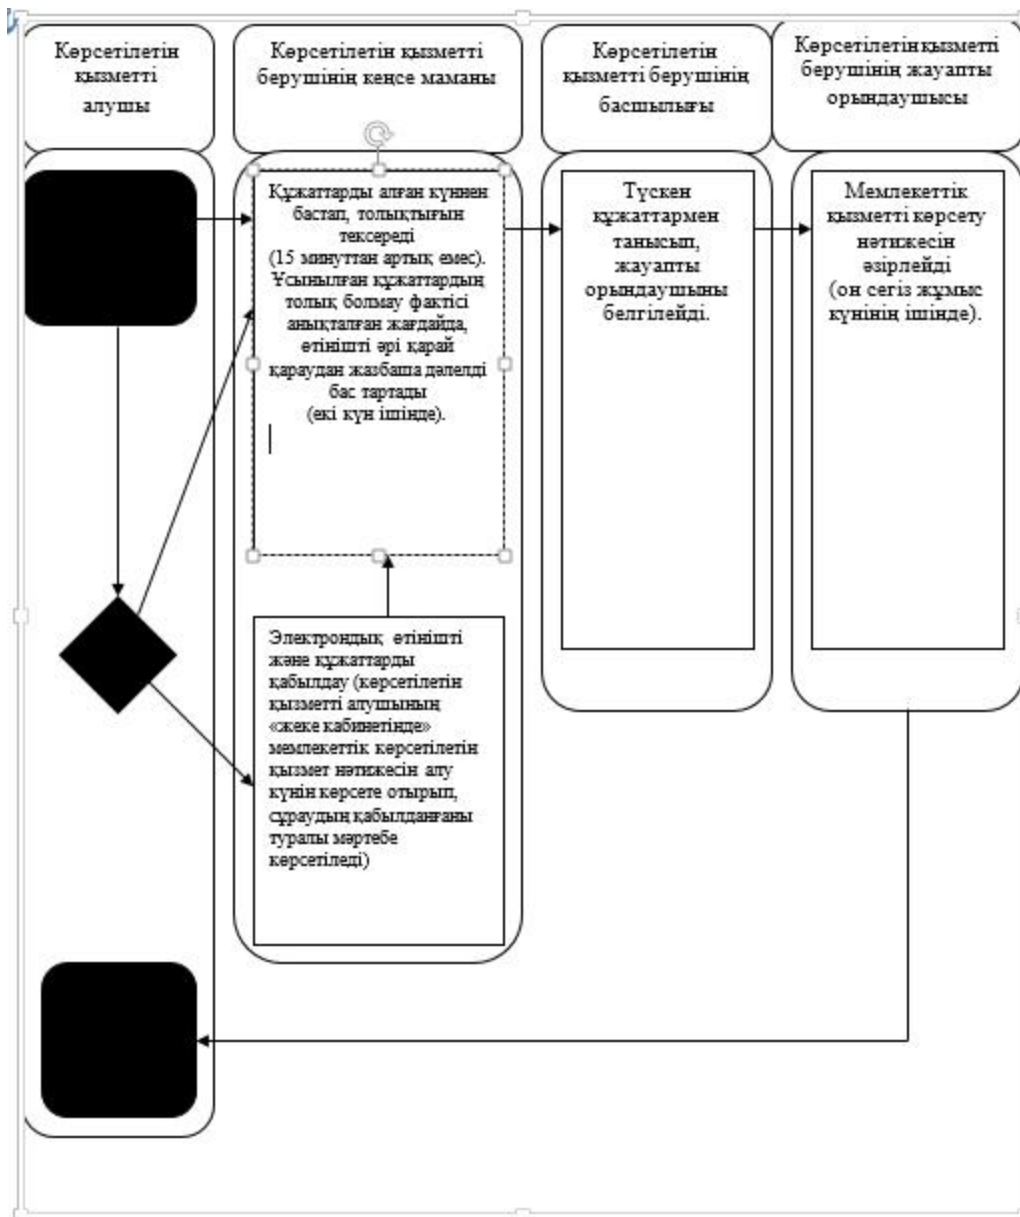 Көрсетілетін
қызметті
алушы
Көрсетілетін қызметті
берушінің кеңсе маманы
Көрсетілетін
қызметті берушінің
басшылығы
Көрсетілетін қызметті
берушінің жауапты
орындаушысы
Құжаттарды алған күннен
бастап, толықтығын
тексереді
(15 минуттан артық емес).
Ұсынылған құжаттардың
толық болмау фактісі
анықталған жағдайда,
өтінішті әрі қарай
қараудан жазбаша дәлелді
бас тартады
(екі күн ішінде).
Түскен
құжаттармен
танысып,
жауапты
орындаушыны
белгілейді.
Мемлекеттік
қызметті көрсету
нәтижесін
әзірлейді
(он сегіз жұмыс
күнінің ішінде).
Электрондық өтінішті
және құжаттарды
қабылдау (көрсетілетін
қызметті алушының
«жеке кабинетінде»
мемлекеттік көрсетілетін
қызмет нәтижесін алу
күнін көрсете отырып,
сұраудың қабылданғаны
туралы мәртебе
көрсетіледі)